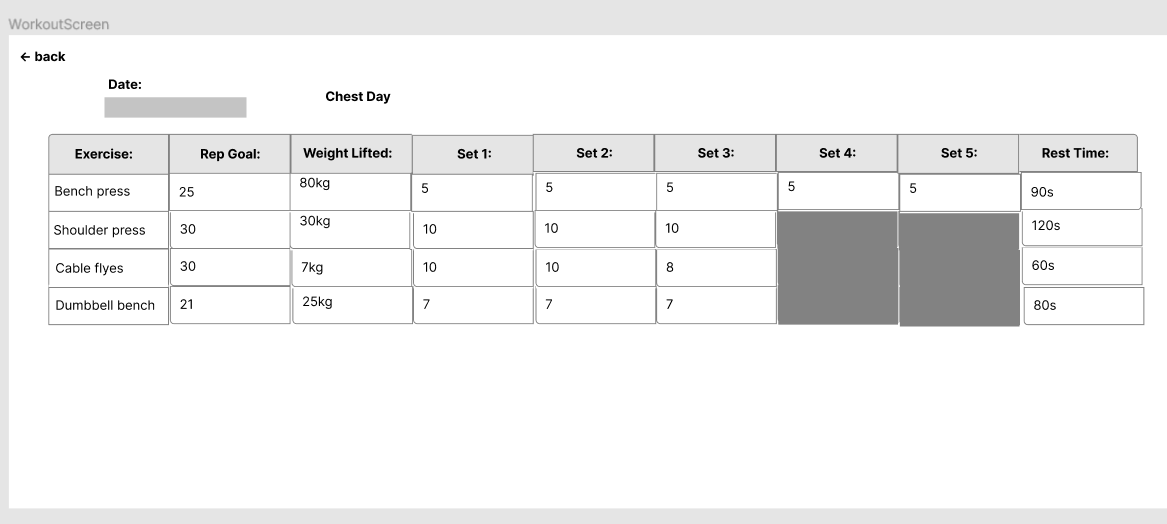 WorkoutScreen
← back
Date:
Chest Day
Exercise: Rep Goal: Weight Lifted: Set 1: Set 2: Set 3: Set 4: Set 5: Rest Time:
Bench press 25 80kg 5 5 5 5 5 90s
Shoulder press 30 30kg 10 10 10 120s
Cable flyes 30 7kg 10 10 8 60s
Dumbbell bench 21 25kg 7 7 7 80s